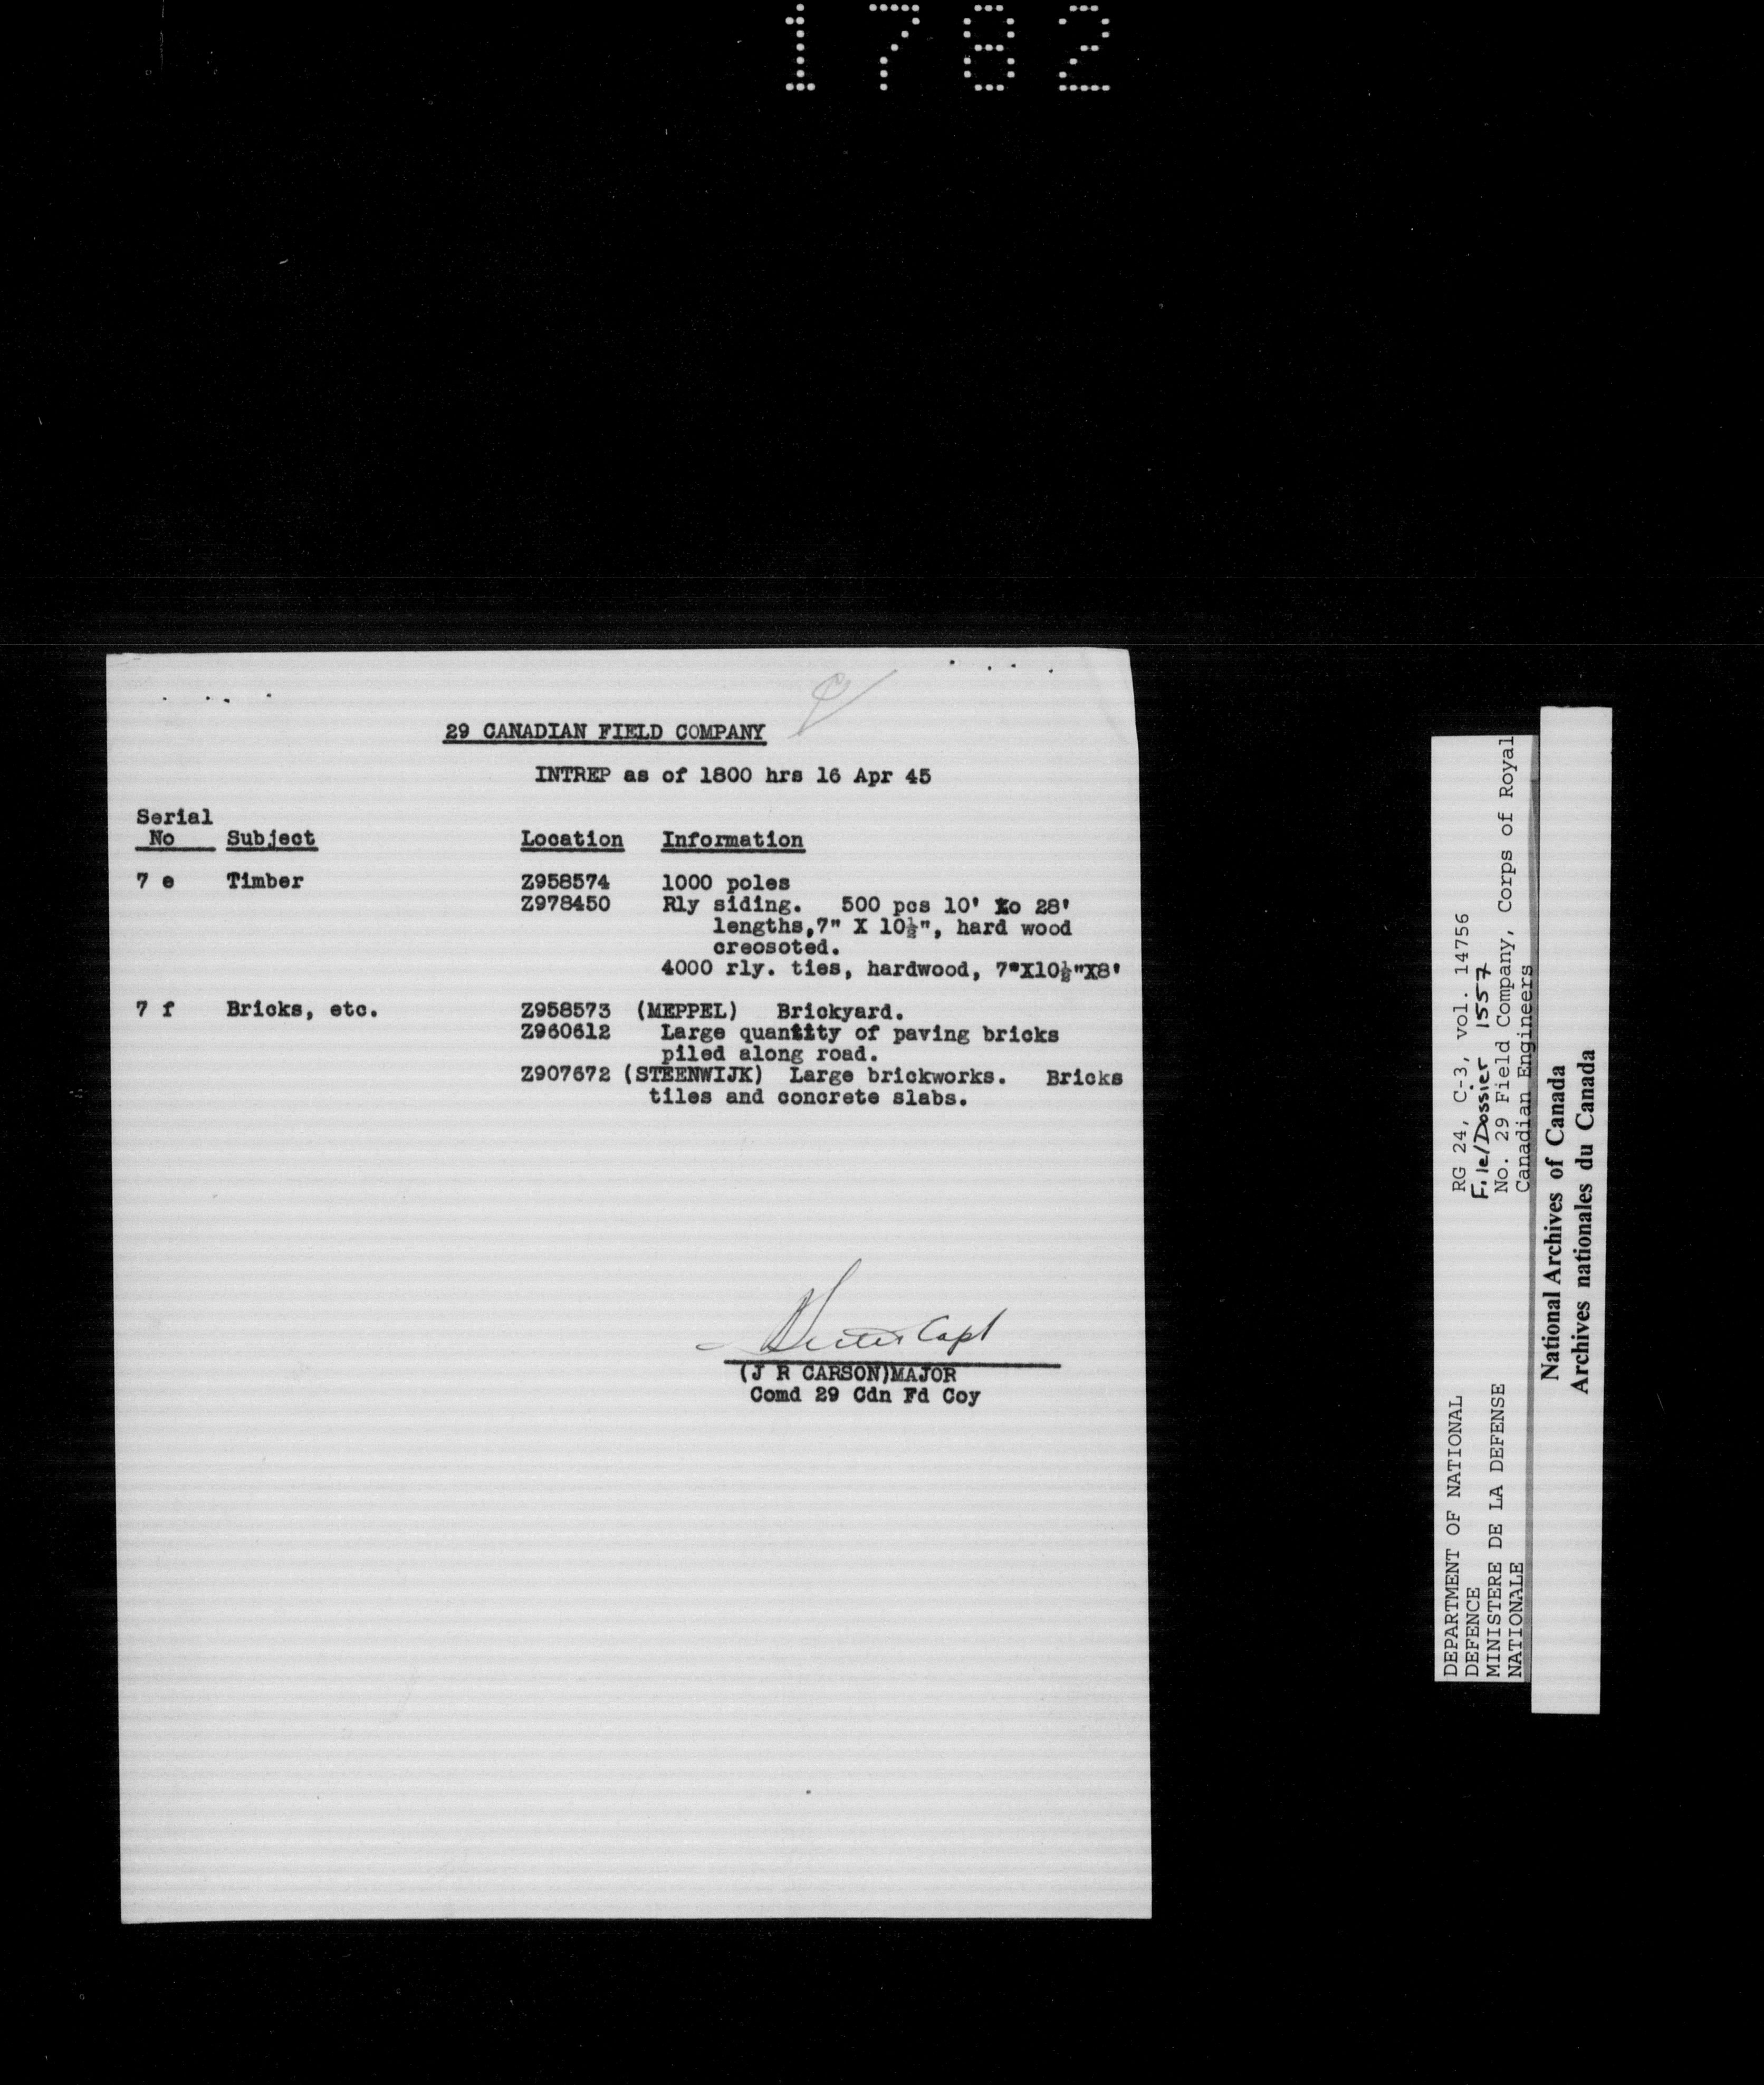 1782
29 CANADIAN FIELD COMPANY
INTREP as of 1800 hrs 16 Apr 45
Serial
No Subject Location Information
7 e Timber Z958574 1000 poles
Z978450 Rly siding. 500 pcs 10' to 28'
lengths,7" X 10½", hard wood
creosoted.
4000 rly. ties, hardwood, 7"X10½"X8'
7 f Bricks, etc. Z958573 (MEPPEL) Brickyard.
Z960612 Large quantity of paving bricks
piled along road.
Z907672 (STEENWIJK) Large brickworks. Bricks
tiles and concrete slabs.
Capt
(J R CARSON)MAJOR
Comd 29 Cdn Fd Coy
RG 24, C-3, vol. 14756
File/Dossier 1557
No. 29 Field Company, Corps of Royal
Canadian Engineers
DEPARTMENT OF NATIONAL
DEFENCE
MINISTERE DE LA DEFENSE
NATIONALE
National Archives of Canada
Archives nationales du Canada